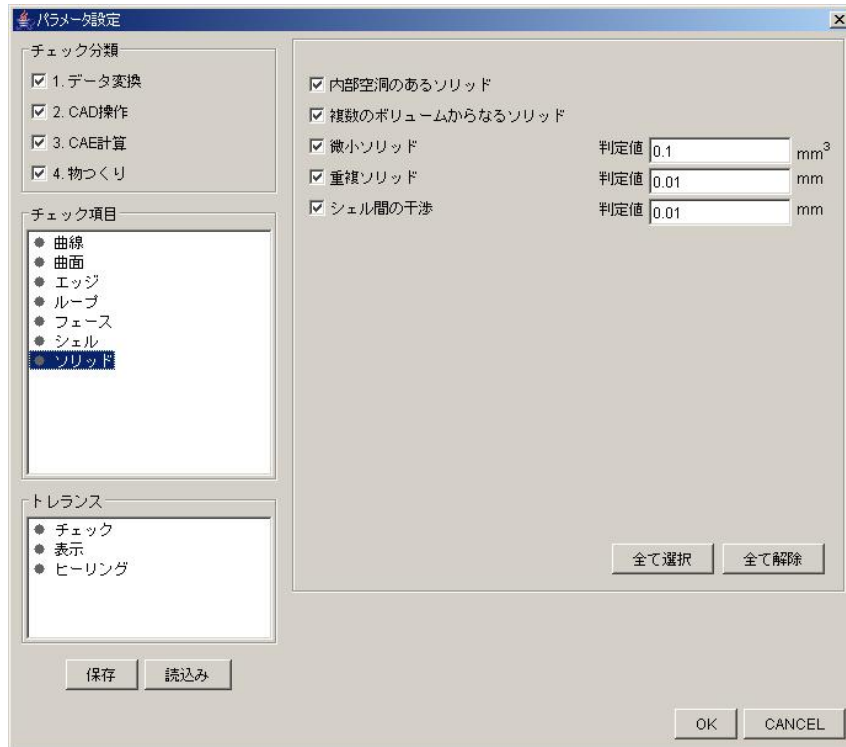 パラメータ設定
チェック分類
1. データ変換
2. CAD操作
3. CAE計算
4. 物つくり
チェック項目
曲線
曲面
エッジ
ループ
フェース
シェル
ソリッド
トレランス
チェック
表示
ヒーリング
保存 読込み
内部空洞のあるソリッド
複数のボリュームからなるソリッド
微小ソリッド 判定値 0.1 mm³
重複ソリッド 判定値 0.01 mm
シェル間の干渉 判定値 0.01 mm
全て選択 全て解除
OK CANCEL